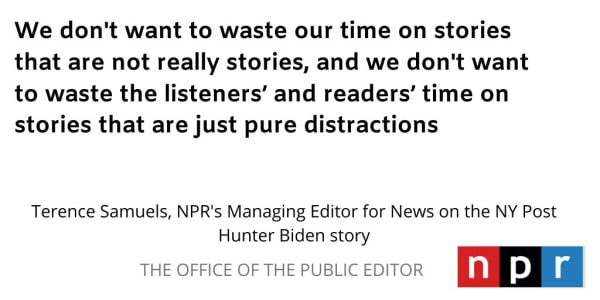 We don't want to waste our time on stories
that are not really stories, and we don't want
to waste the listeners’ and readers’ time on
stories that are just pure distractions
Terence Samuels, NPR's Managing Editor for News on the NY Post
Hunter Biden story
THE OFFICE OF THE PUBLIC EDITOR
n p r